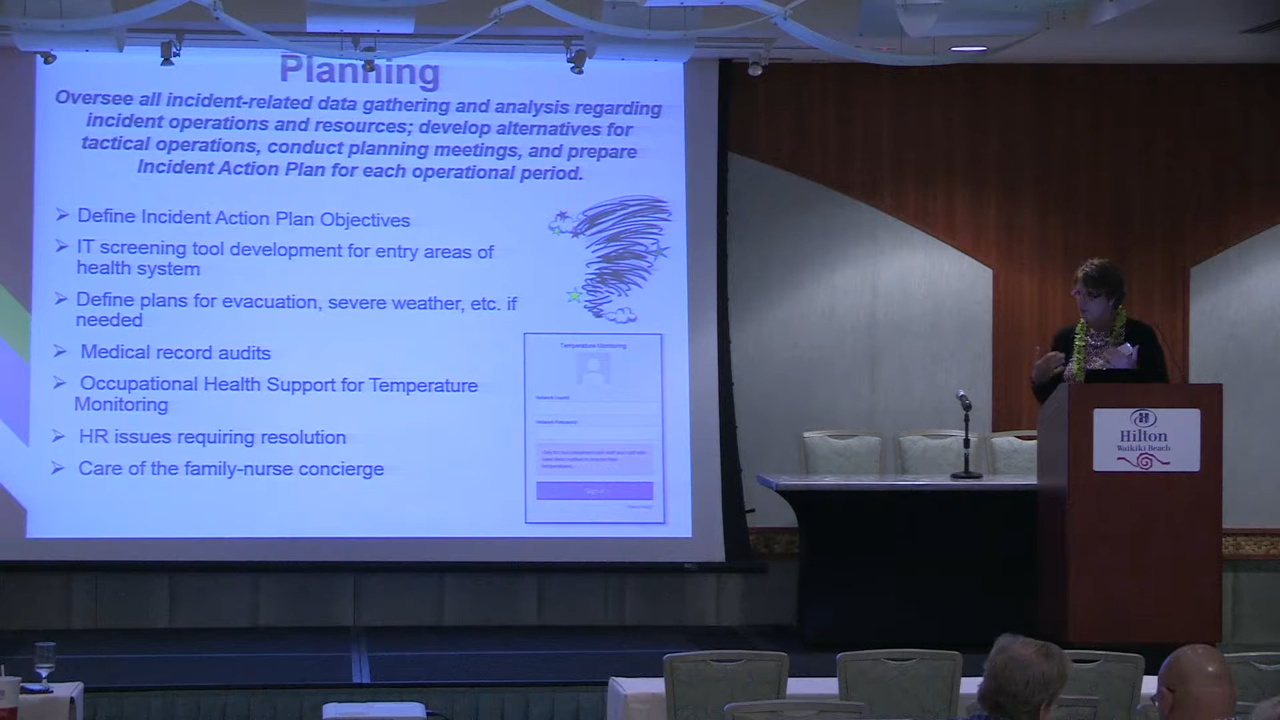 Planning
Oversee all incident-related data gathering and analysis regarding
incident operations and resources; develop alternatives for
tactical operations, conduct planning meetings, and prepare
Incident Action Plan for each operational period.
Define Incident Action Plan Objectives
IT screening tool development for entry areas of
health system
Define plans for evacuation, severe weather, etc. if
needed
Medical record audits
Occupational Health Support for Temperature
Monitoring
HR issues requiring resolution
Care of the family-nurse concierge
Temperature Monitoring
Sign in
Hilton
Waikiki Beach